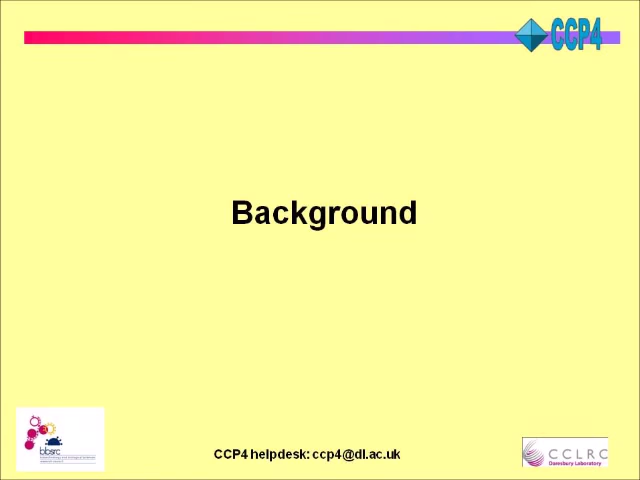 CCP4
Background
bbsrc
CCP4 helpdesk: ccp4@dl.ac.uk
CCLRC
Daresbury Laboratory